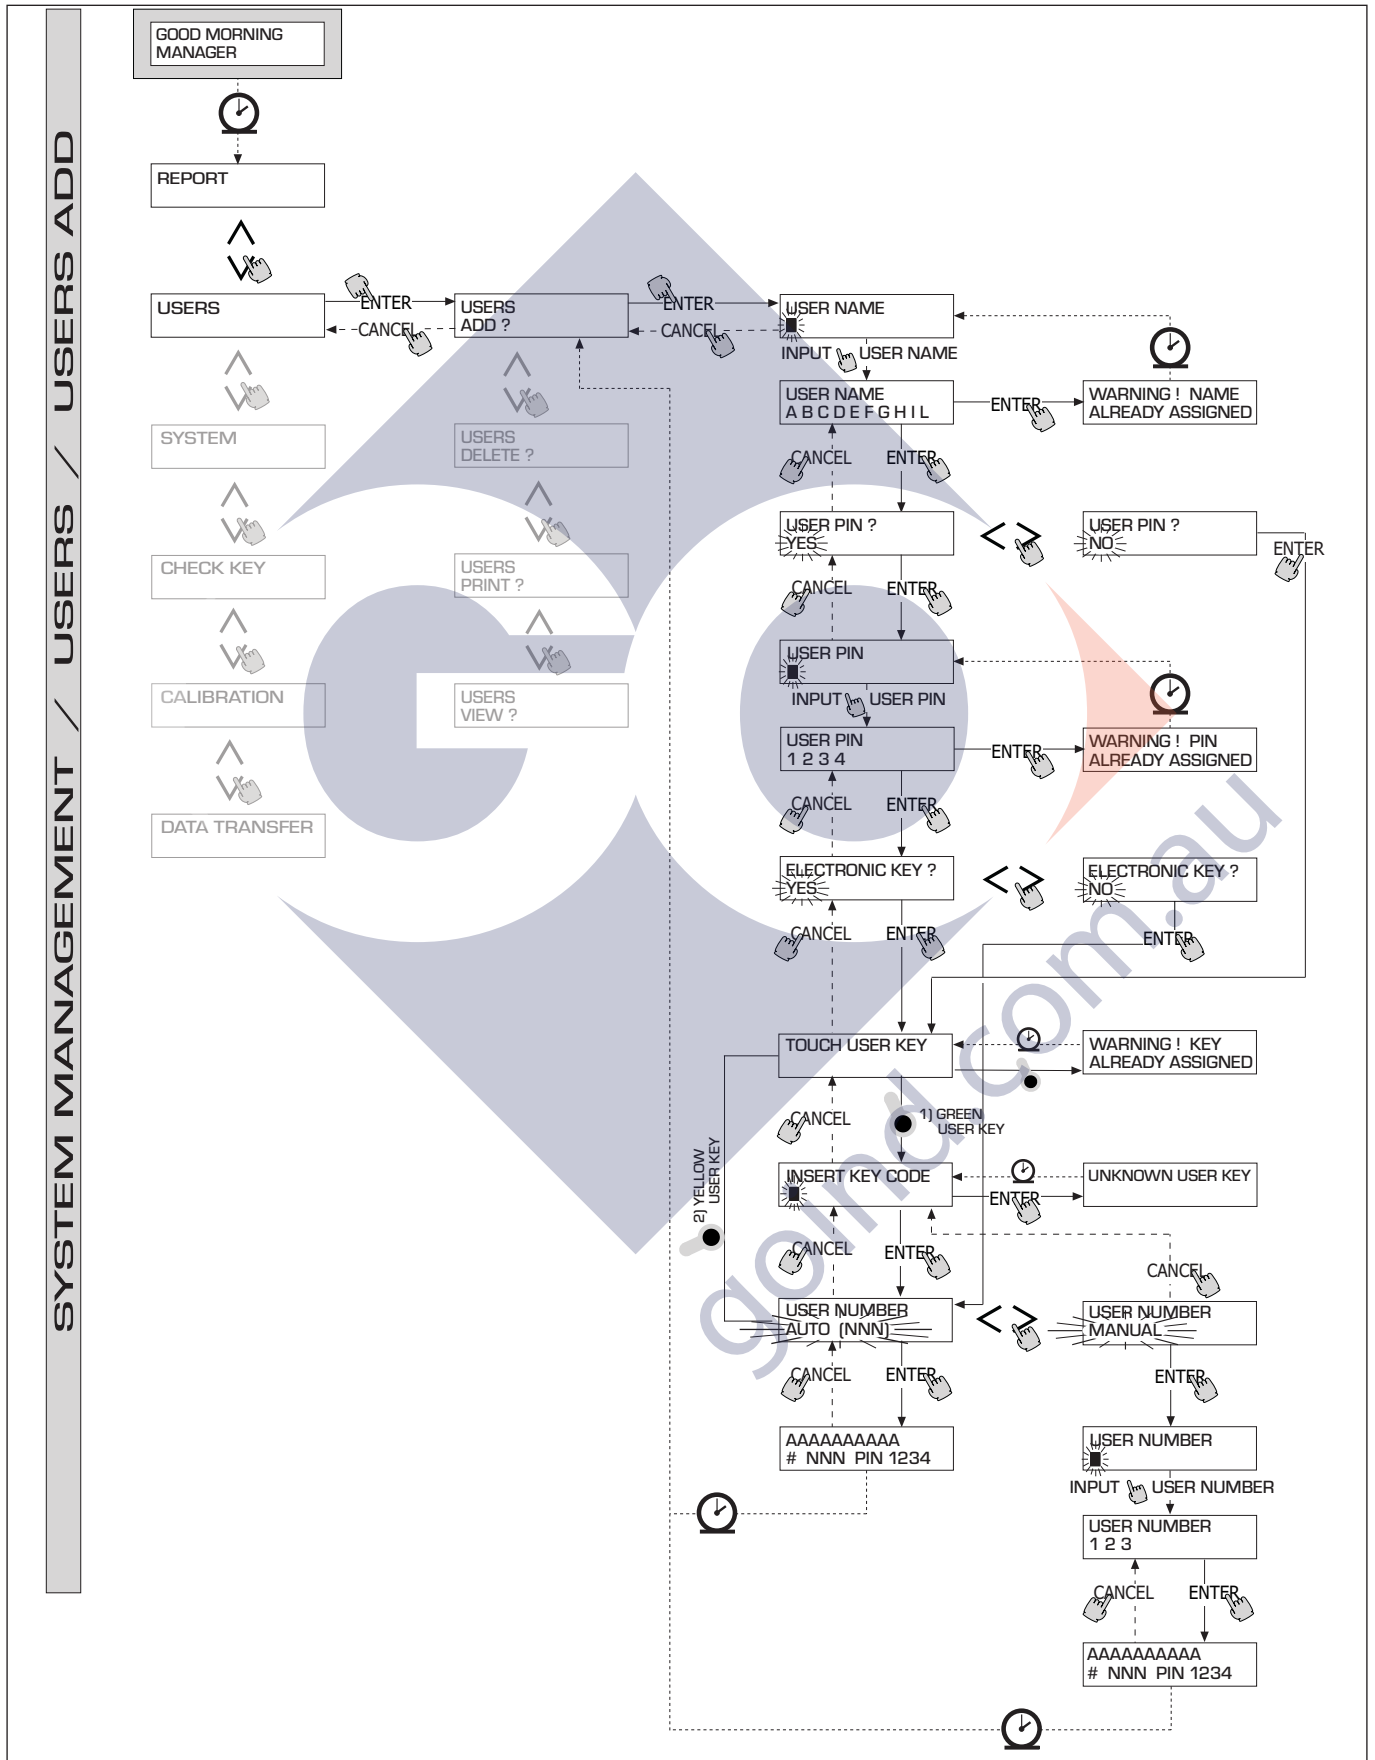 SYSTEM MANAGEMENT / USERS / USERS ADD
GOOD MORNING
MANAGER
REPORT
USERS
ENTER
CANCEL
USERS
ADD ?
ENTER
CANCEL
USER NAME
INPUT USER NAME
USER NAME
A B C D E F G H I L
ENTER
WARNING ! NAME
ALREADY ASSIGNED
SYSTEM
USERS
DELETE ?
CANCEL
ENTER
USER PIN ?
YES
USER PIN ?
NO
ENTER
CHECK KEY
USERS
PRINT ?
CANCEL
ENTER
USER PIN
INPUT USER PIN
CALIBRATION
USERS
VIEW ?
USER PIN
1 2 3 4
ENTER
WARNING ! PIN
ALREADY ASSIGNED
DATA TRANSFER
CANCEL
ENTER
ELECTRONIC KEY ?
YES
ELECTRONIC KEY ?
NO
CANCEL
ENTER
ENTER
TOUCH USER KEY
WARNING ! KEY
ALREADY ASSIGNED
CANCEL
1) GREEN
USER KEY
2) YELLOW
USER KEY
INSERT KEY CODE
ENTER
UNKNOWN USER KEY
CANCEL
ENTER
CANCEL
USER NUMBER
AUTO (NNN)
USER NUMBER
MANUAL
CANCEL
ENTER
ENTER
AAAAAAAAAA
# NNN PIN 1234
USER NUMBER
INPUT USER NUMBER
USER NUMBER
1 2 3
CANCEL
ENTER
AAAAAAAAAA
# NNN PIN 1234
goind.com.au